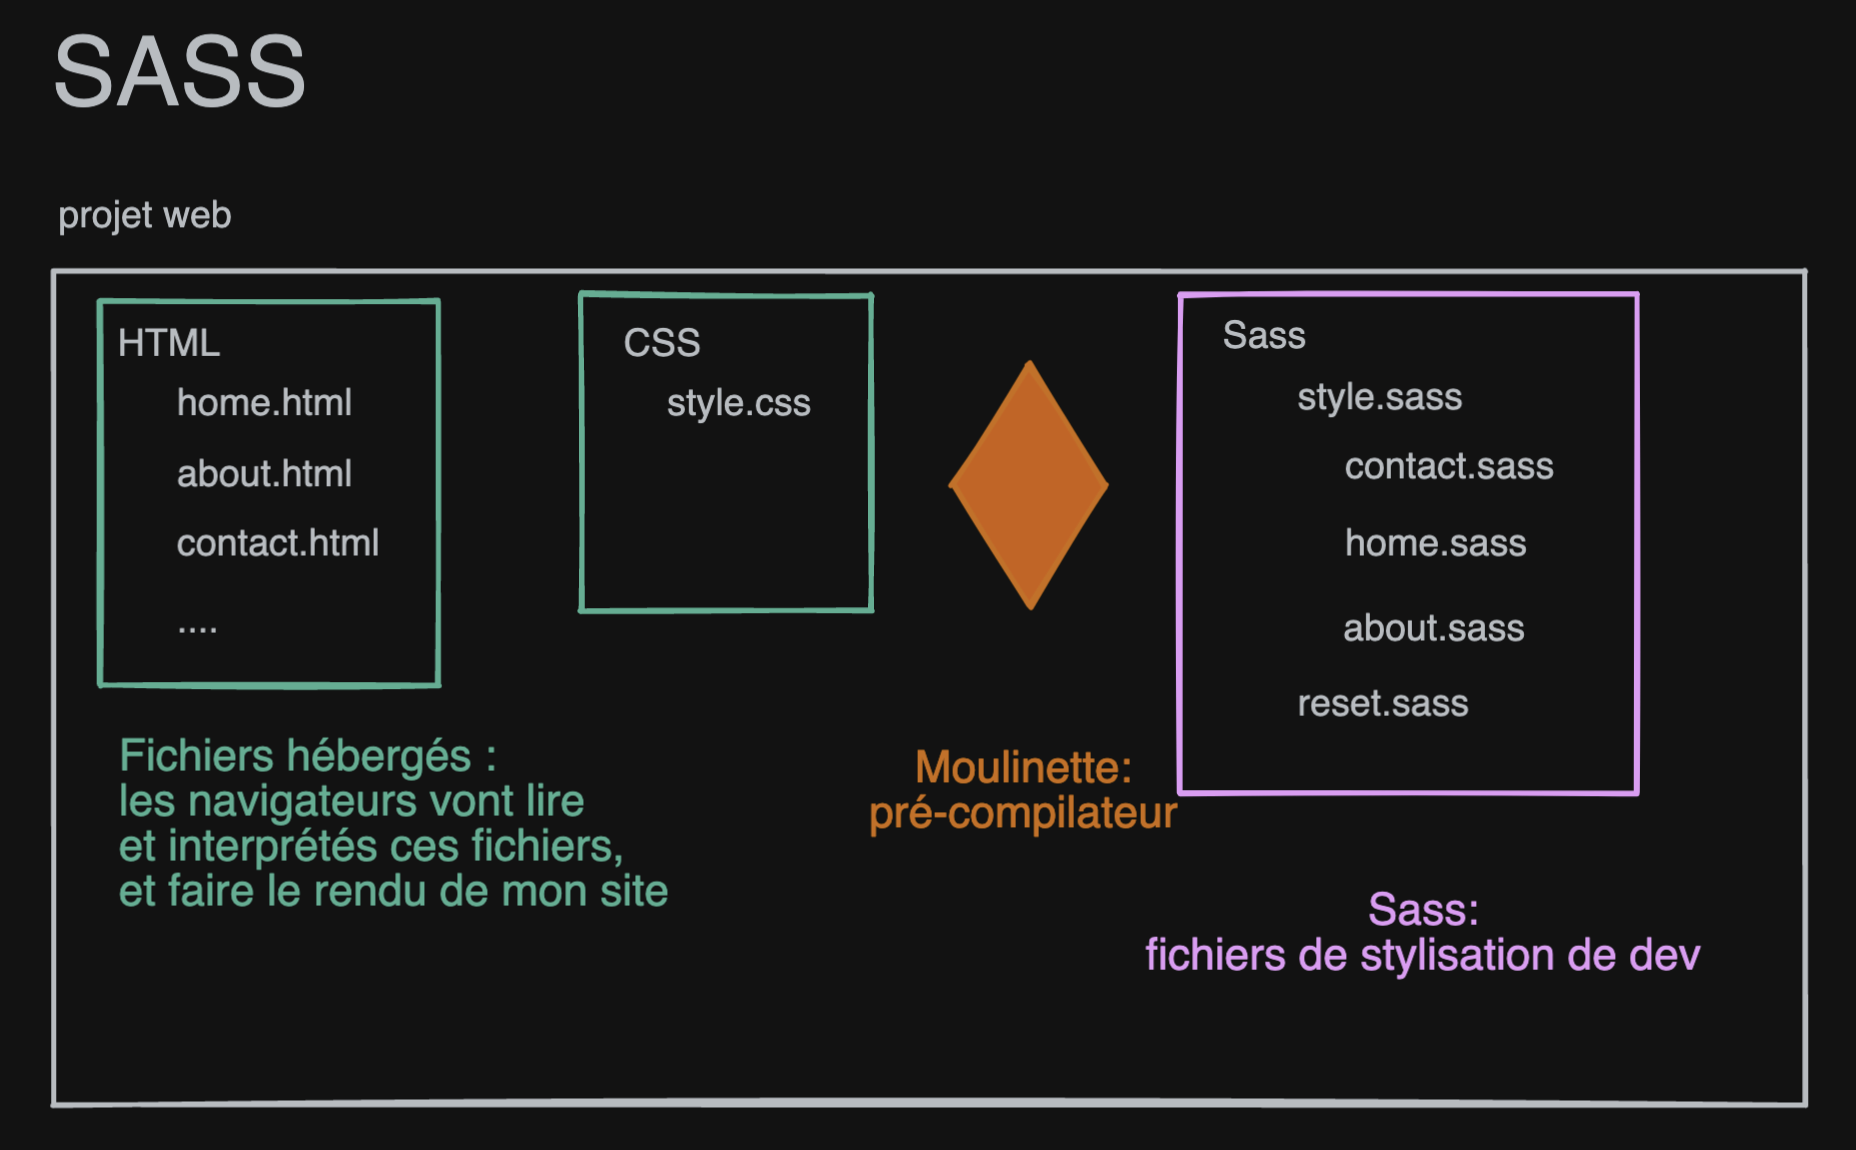 SASS
projet web
HTML
home.html
about.html
contact.html
....
CSS
style.css
Sass
style.sass
contact.sass
home.sass
about.sass
reset.sass
Fichiers hébergés :
les navigateurs vont lire
et interprétés ces fichiers,
et faire le rendu de mon site
Moulinette:
pré-compilateur
Sass:
fichiers de stylisation de dev